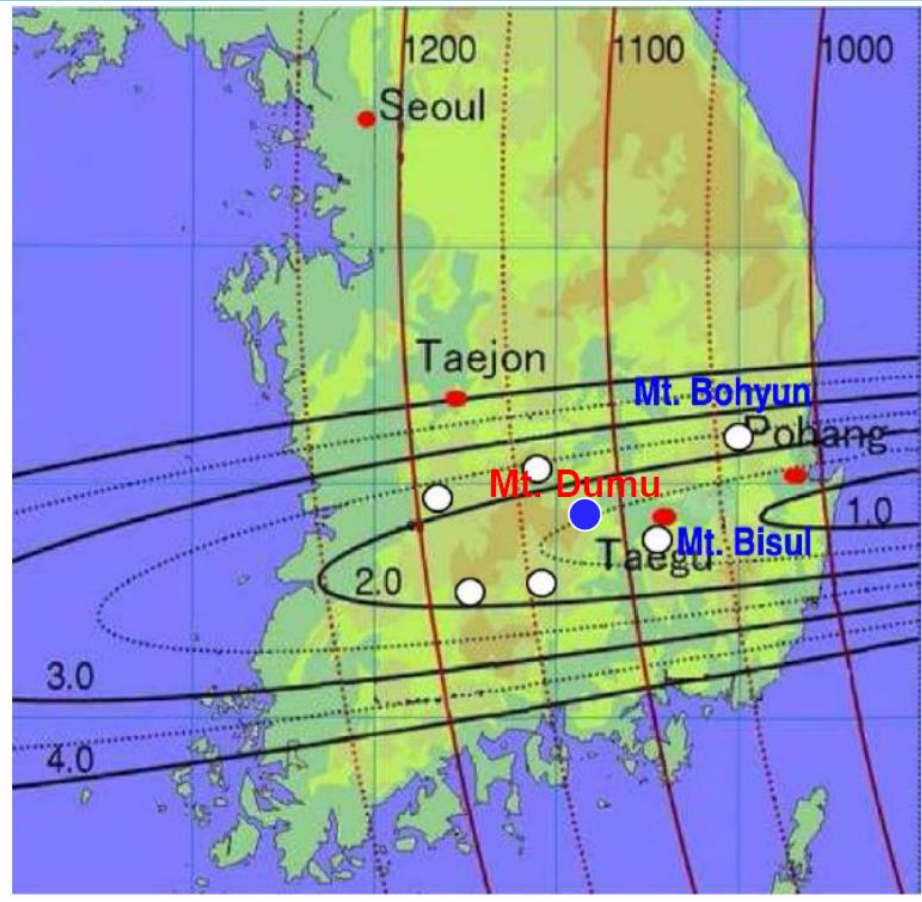 1200
1100
1000
Seoul
Taejon
Mt. Bohyun
Pohang
Mt. Dumu
1.0
Taegu
Mt. Bisul
2.0
3.0
4.0